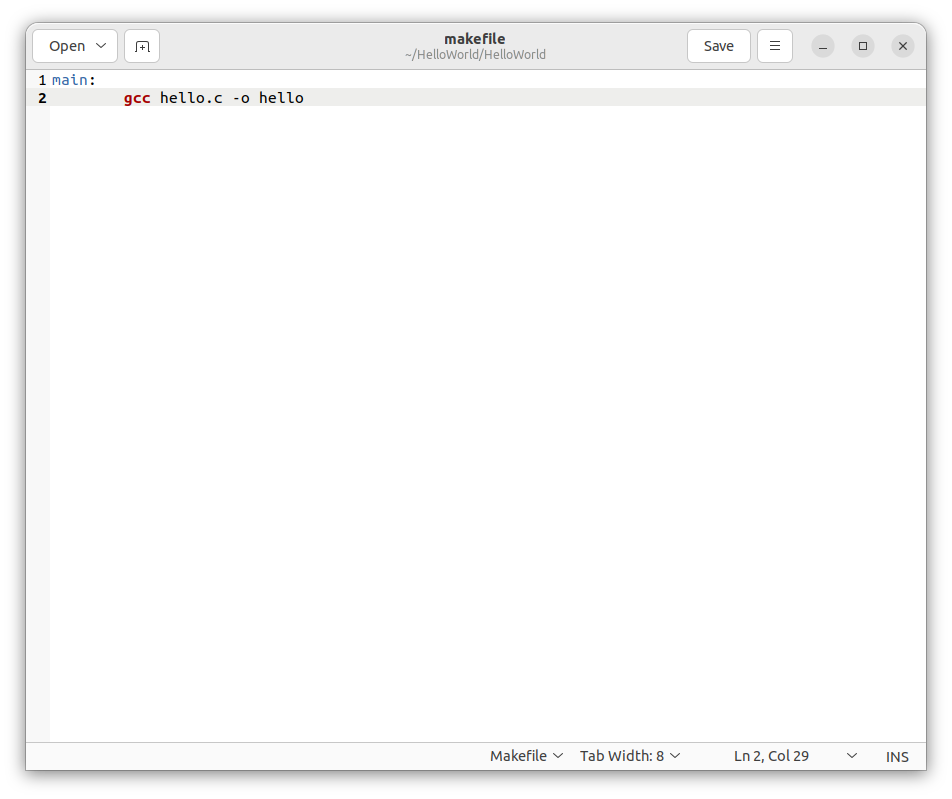 Open
makefile
~/HelloWorld/HelloWorld
Save
1 main:
2 gcc hello.c -o hello
Makefile Tab Width: 8 Ln 2, Col 29 INS